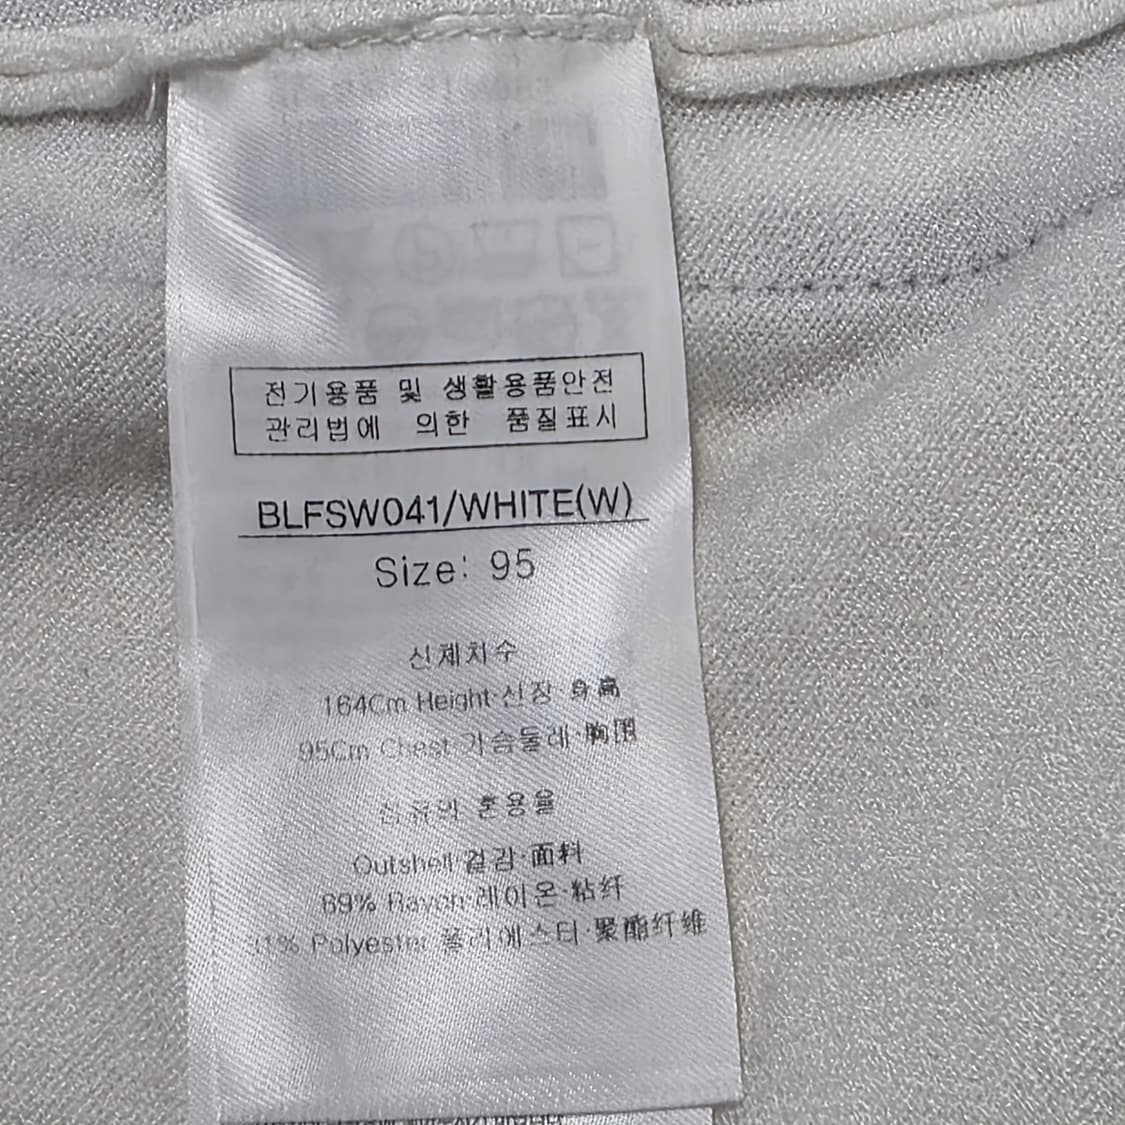 전기용품 및 생활용품안전
관리법에 의한 품질표시
BLFSW041/WHITE(W)
Size: 95
신체치수
164Cm Height·신장·身高
95Cm Chest·가슴둘레·胸围
섬유의 혼용율
Outshell·겉감·面料
69% Rayon·레이온·粘纤
31% Polyester·폴리에스터·聚酯纤维